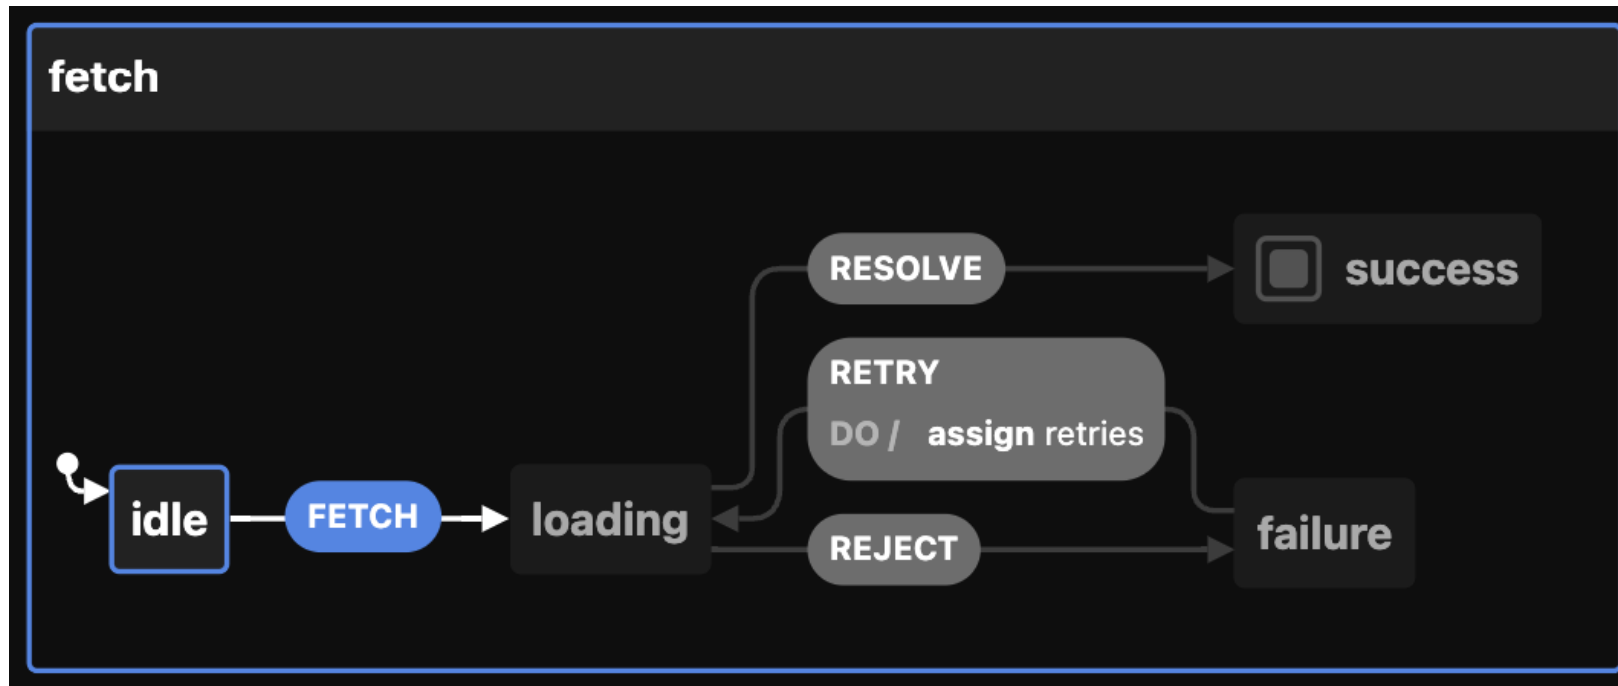 fetch
RESOLVE
success
RETRY
DO / assign retries
idle
FETCH
loading
REJECT
failure